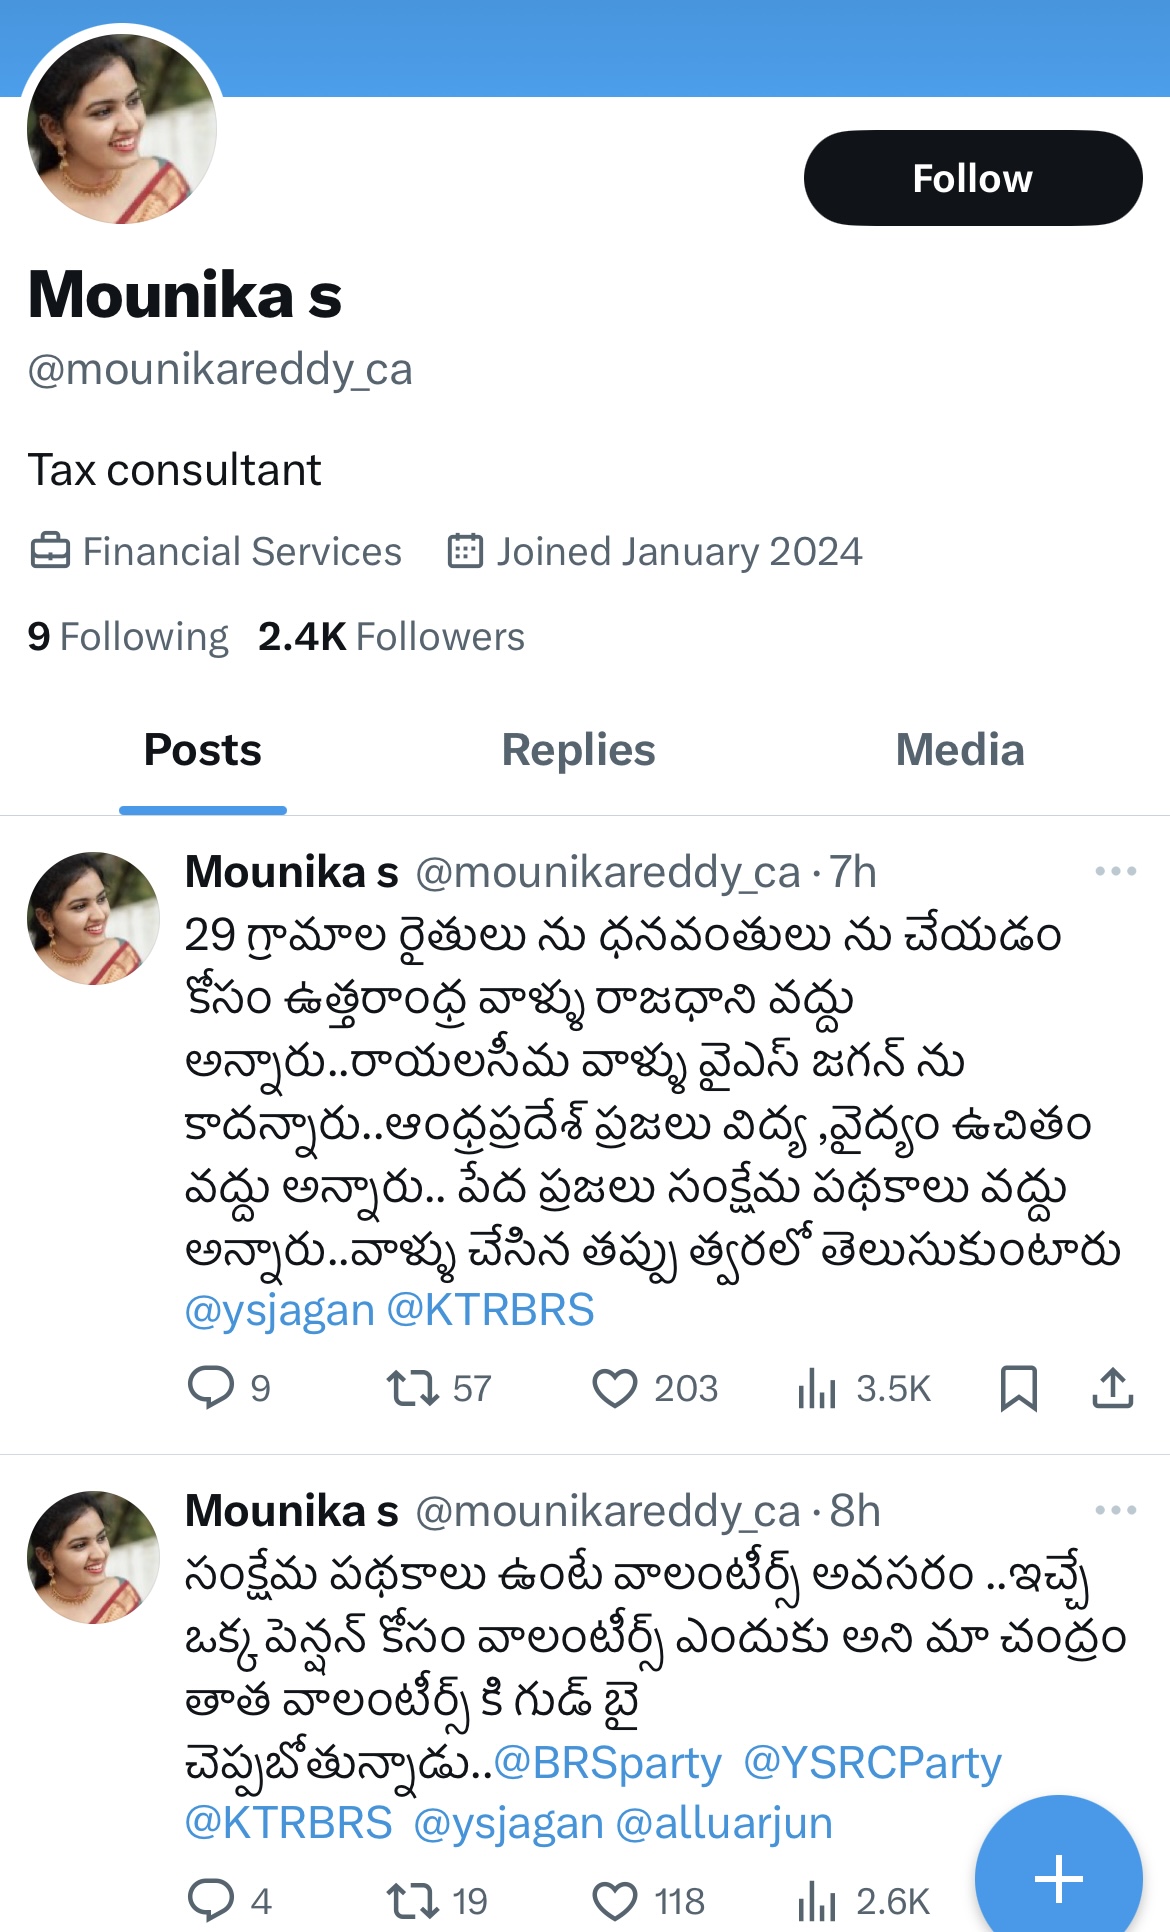 Follow
Mounika s
@mounikareddy_ca
Tax consultant
Financial Services Joined January 2024
9 Following 2.4K Followers
Posts Replies Media
Mounika s @mounikareddy_ca · 7h
29 గ్రామాల రైతులు ను ధనవంతులు ను చేయడం
కోసం ఉత్తరాంధ్ర వాళ్ళు రాజధాని వద్దు
అన్నారు..రాయలసీమ వాళ్ళు వైఎస్ జగన్ ను
కాదన్నారు..ఆంధ్రప్రదేశ్ ప్రజలు విద్య ,వైద్యం ఉచితం
వద్దు అన్నారు.. పేద ప్రజలు సంక్షేమ పథకాలు వద్దు
అన్నారు..వాళ్ళు చేసిన తప్పు త్వరలో తెలుసుకుంటారు
@ysjagan @KTRBRS
9 57 203 3.5K
Mounika s @mounikareddy_ca · 8h
సంక్షేమ పథకాలు ఉంటే వాలంటీర్స్ అవసరం ..ఇచ్చే
ఒక్క పెన్షన్ కోసం వాలంటీర్స్ ఎందుకు అని మా చంద్రం
తాత వాలంటీర్స్ కి గుడ్ బై
చెప్పబోతున్నాడు..@BRSparty @YSRCParty
@KTRBRS @ysjagan @alluarjun
4 19 118 2.6K